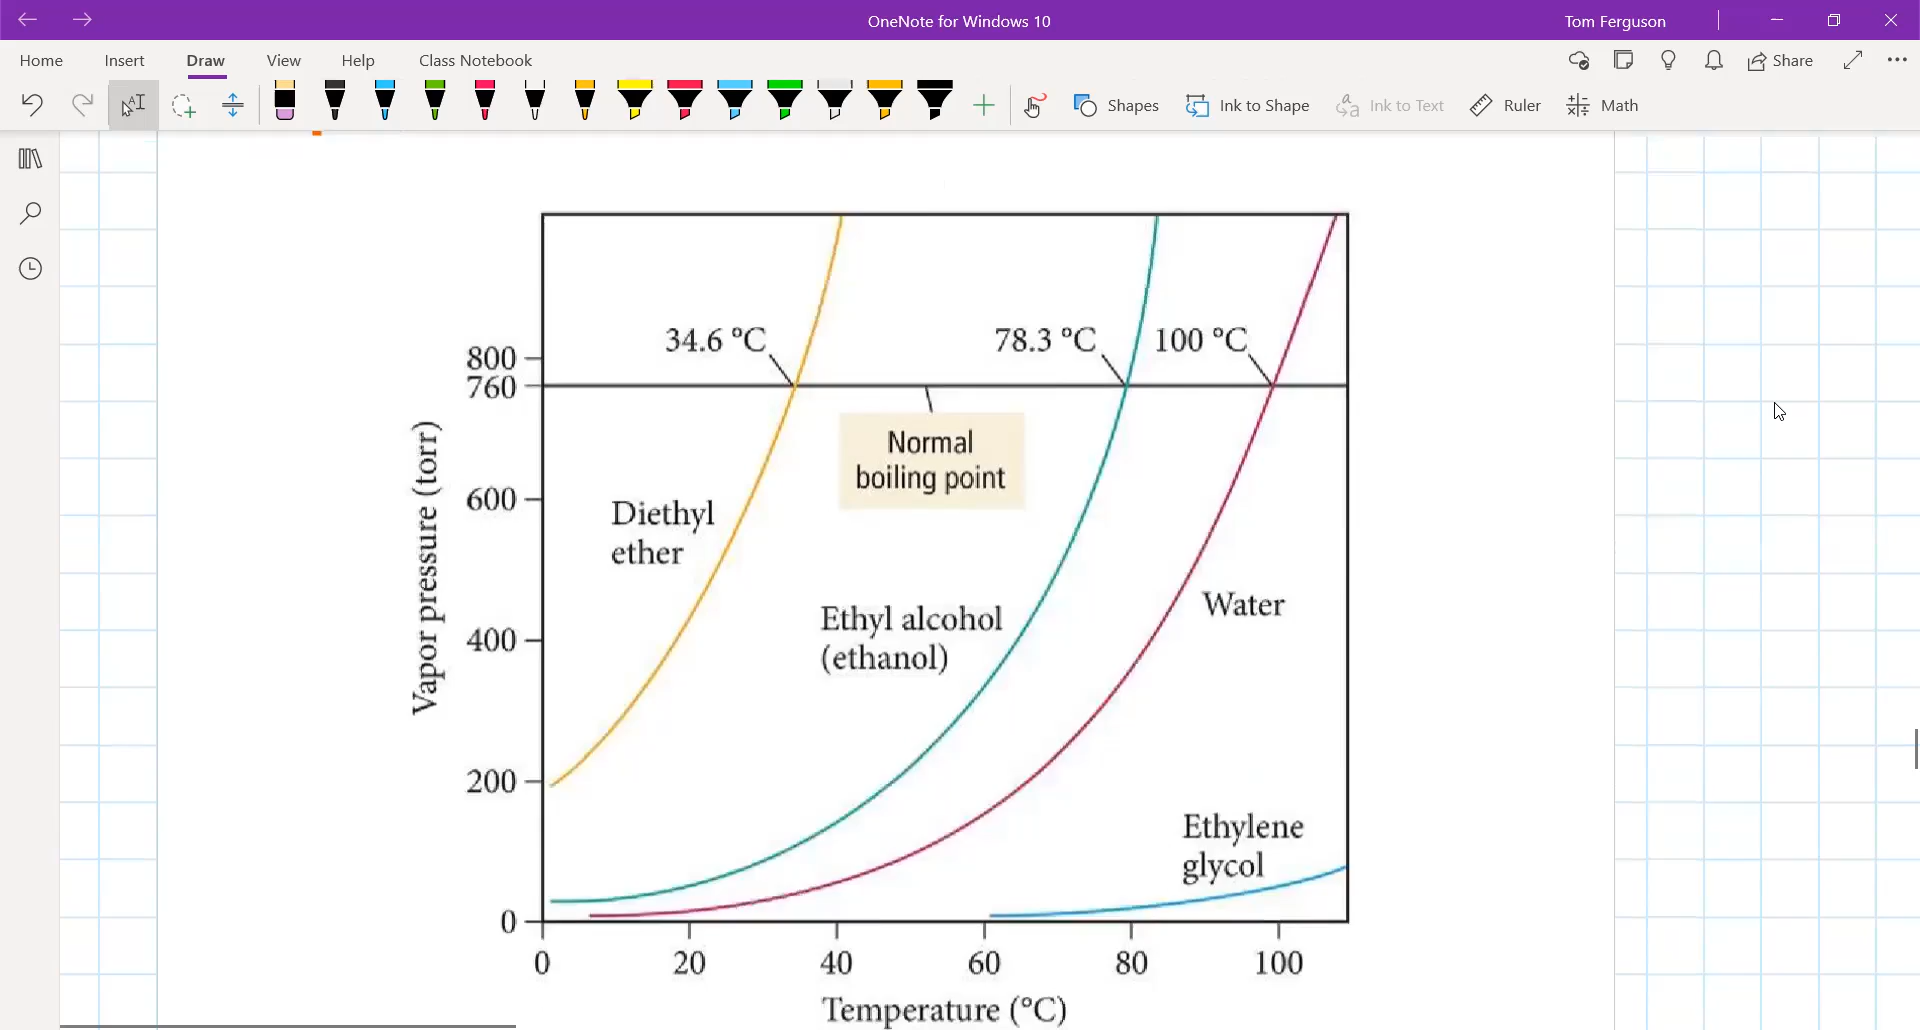 OneNote for Windows 10
Tom Ferguson
Home Insert Draw View Help Class Notebook
Share
Shapes Ink to Shape Ink to Text Ruler Math
34.6 °C 78.3 °C 100 °C
800
760
Normal
boiling point
600
Diethyl
ether
Ethyl alcohol
(ethanol)
Water
400
200
Ethylene
glycol
0
Vapor pressure (torr)
0 20 40 60 80 100
Temperature (°C)